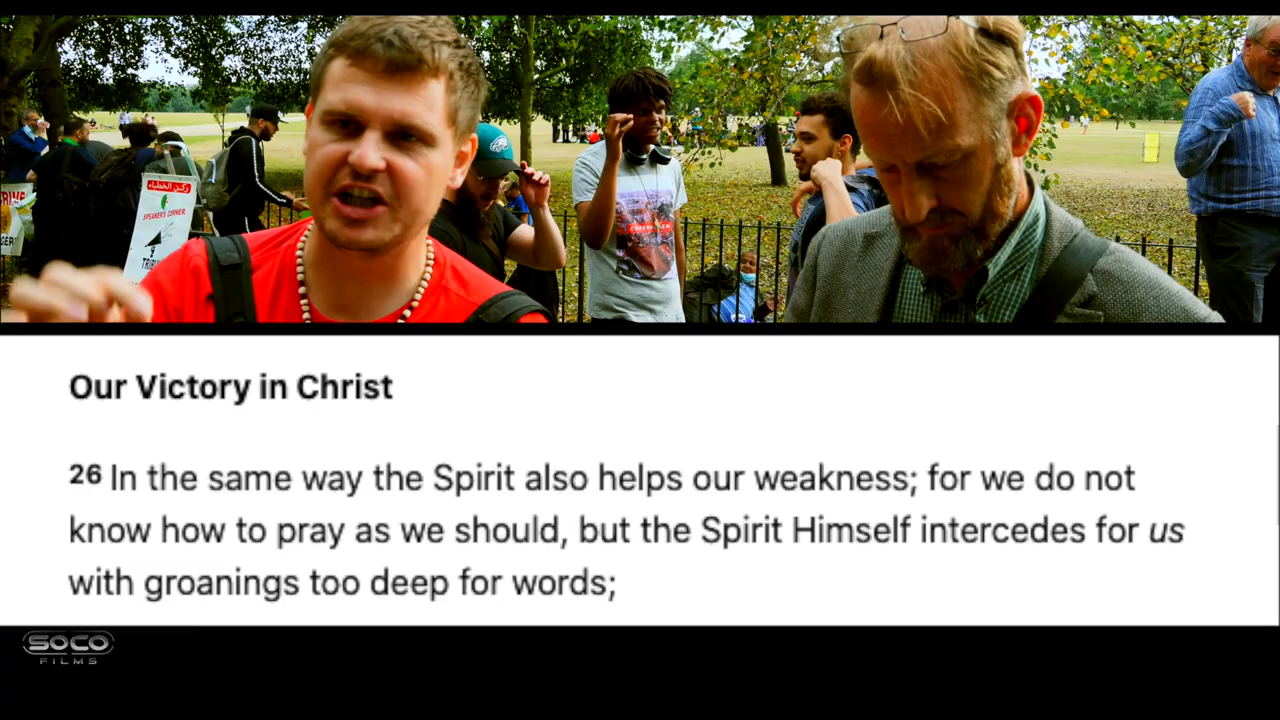 ركن الخطباء
SPEAKER'S CORNER
Our Victory in Christ
26 In the same way the Spirit also helps our weakness; for we do not
know how to pray as we should, but the Spirit Himself intercedes for us
with groanings too deep for words;
SOCO
FILMS